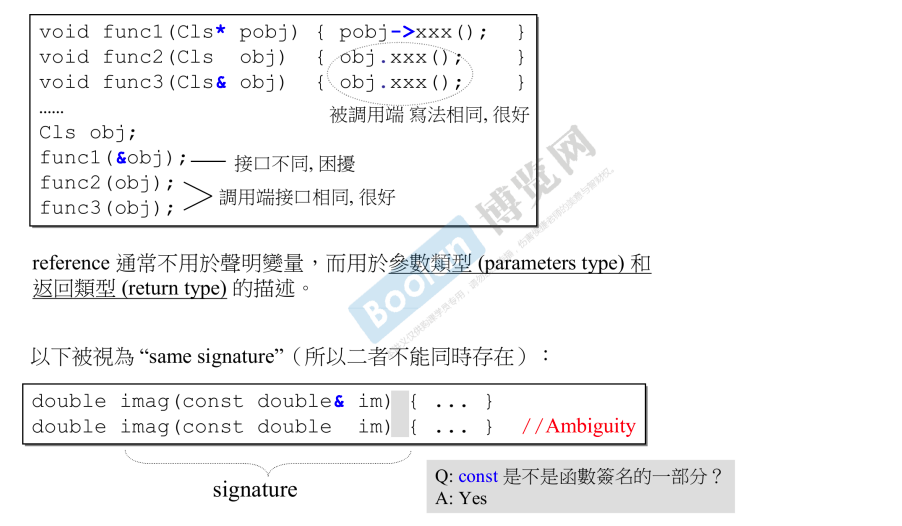 void func1(Cls* pobj) { pobj->xxx(); }
void func2(Cls obj) { obj.xxx(); }
void func3(Cls& obj) { obj.xxx(); }
......
被調用端 寫法相同, 很好
Cls obj;
func1(&obj);
接口不同, 困擾
func2(obj);
調用端接口相同, 很好
func3(obj);
Boolan 博览网
reference 通常不用於聲明變量，而用於參數類型 (parameters type) 和
返回類型 (return type) 的描述。
以下被視為 “same signature”（所以二者不能同時存在）：
double imag(const double& im) { ... }
double imag(const double im) { ... } //Ambiguity
signature
Q: const 是不是函數簽名的一部分？
A: Yes